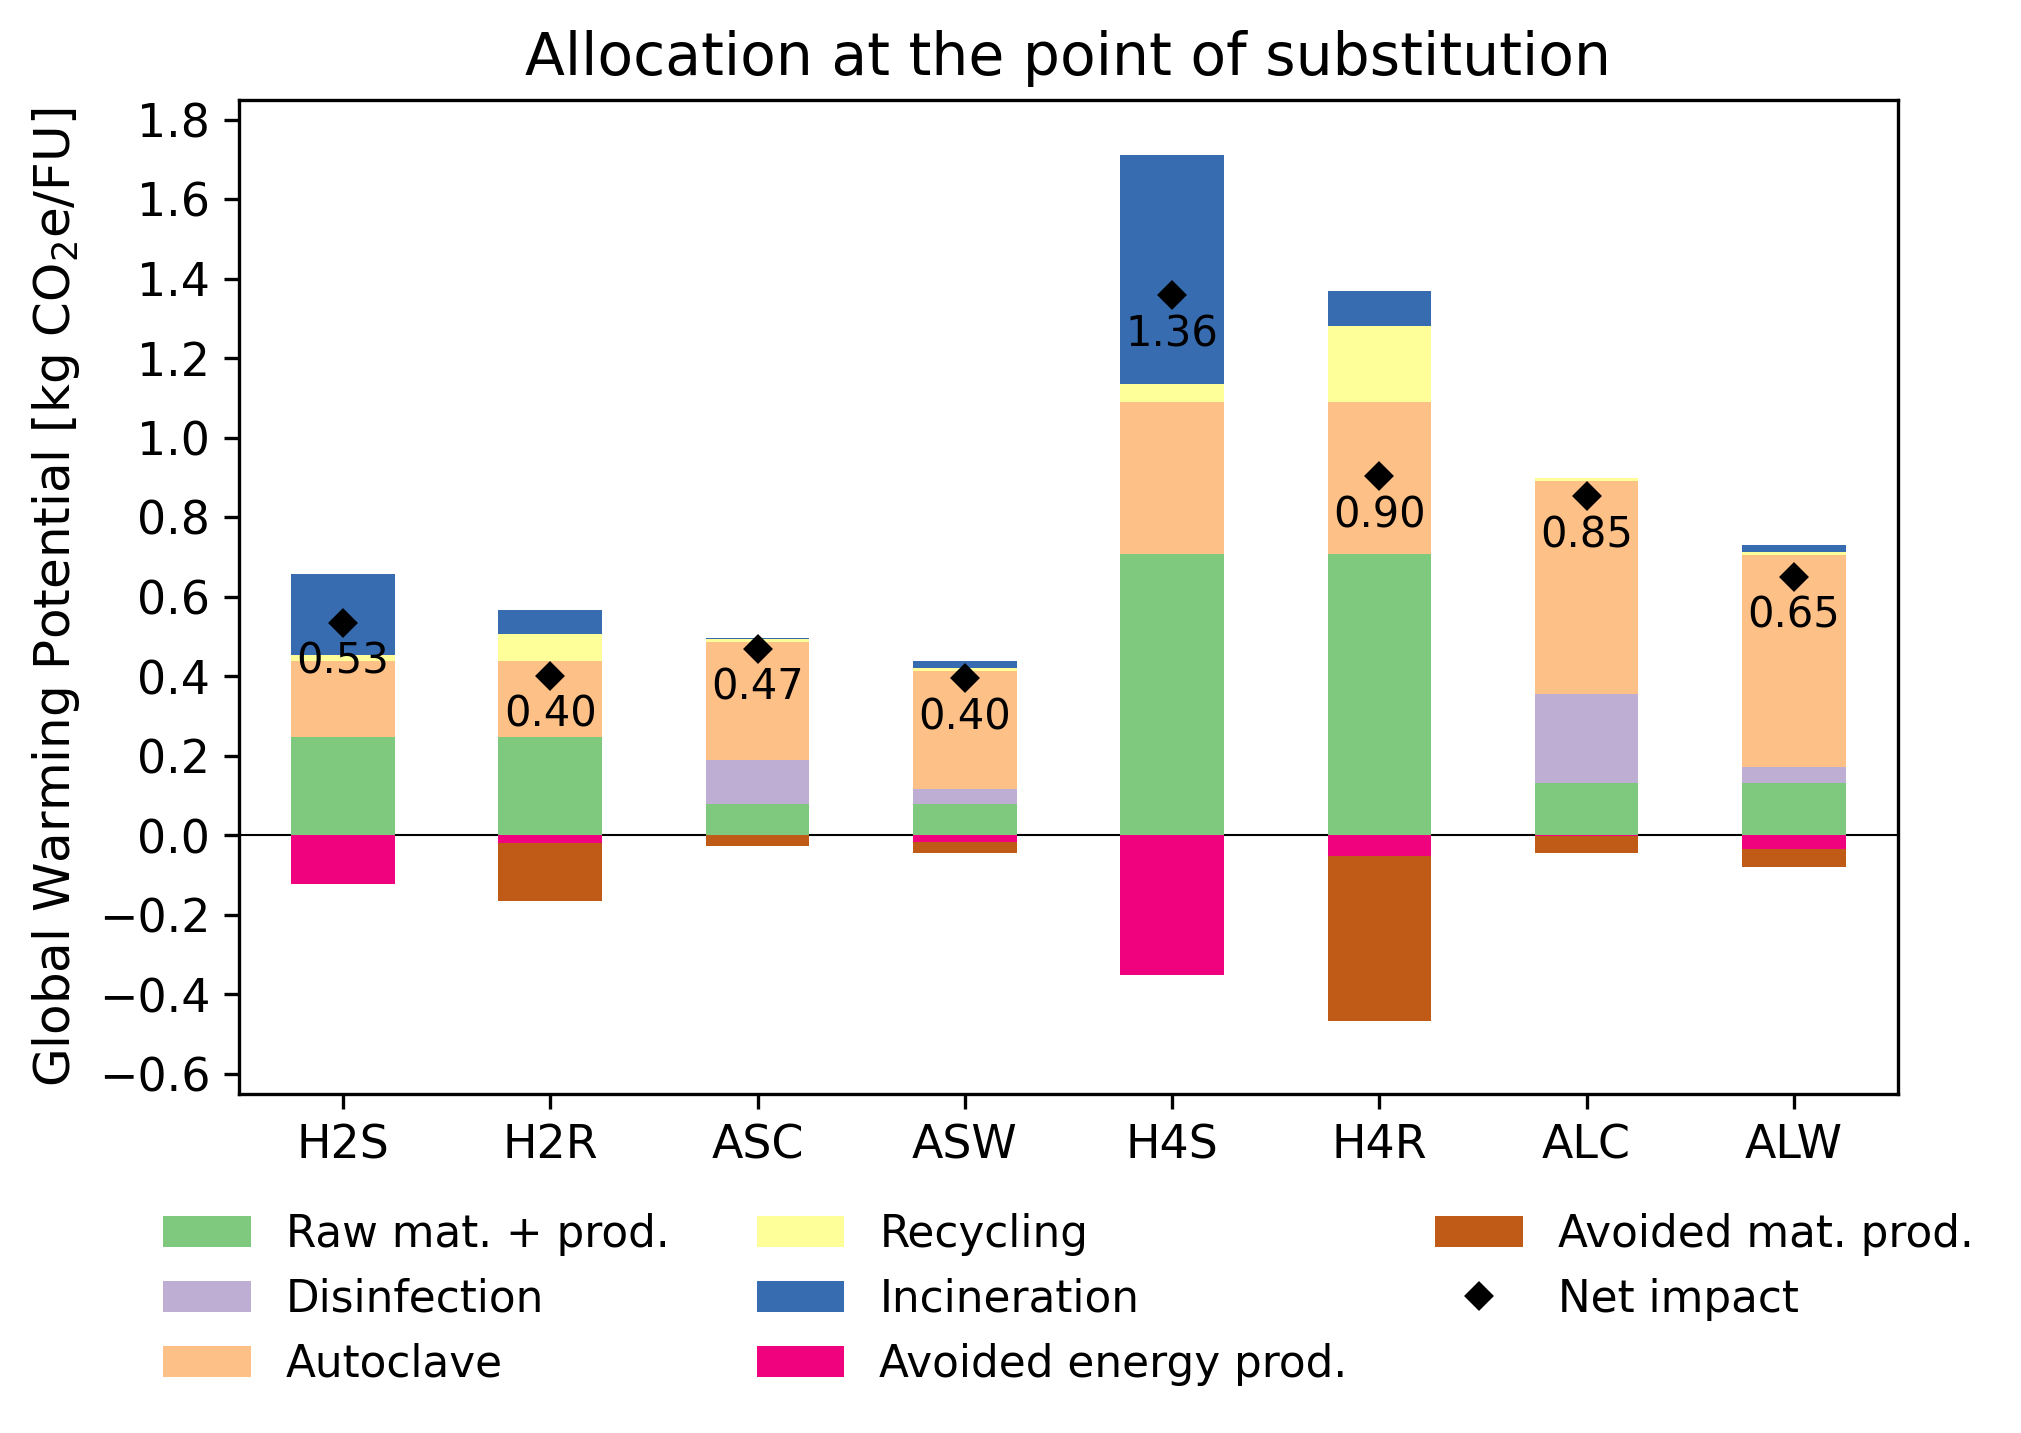 Allocation at the point of substitution
Global Warming Potential [kg CO₂e/FU]
1.8
1.6
1.4
1.2
1.0
0.8
0.6
0.4
0.2
0.0
−0.2
−0.4
−0.6
0.53
0.40
0.47
0.40
1.36
0.90
0.85
0.65
H2S H2R ASC ASW H4S H4R ALC ALW
Raw mat. + prod.
Disinfection
Autoclave
Recycling
Incineration
Avoided energy prod.
Avoided mat. prod.
Net impact